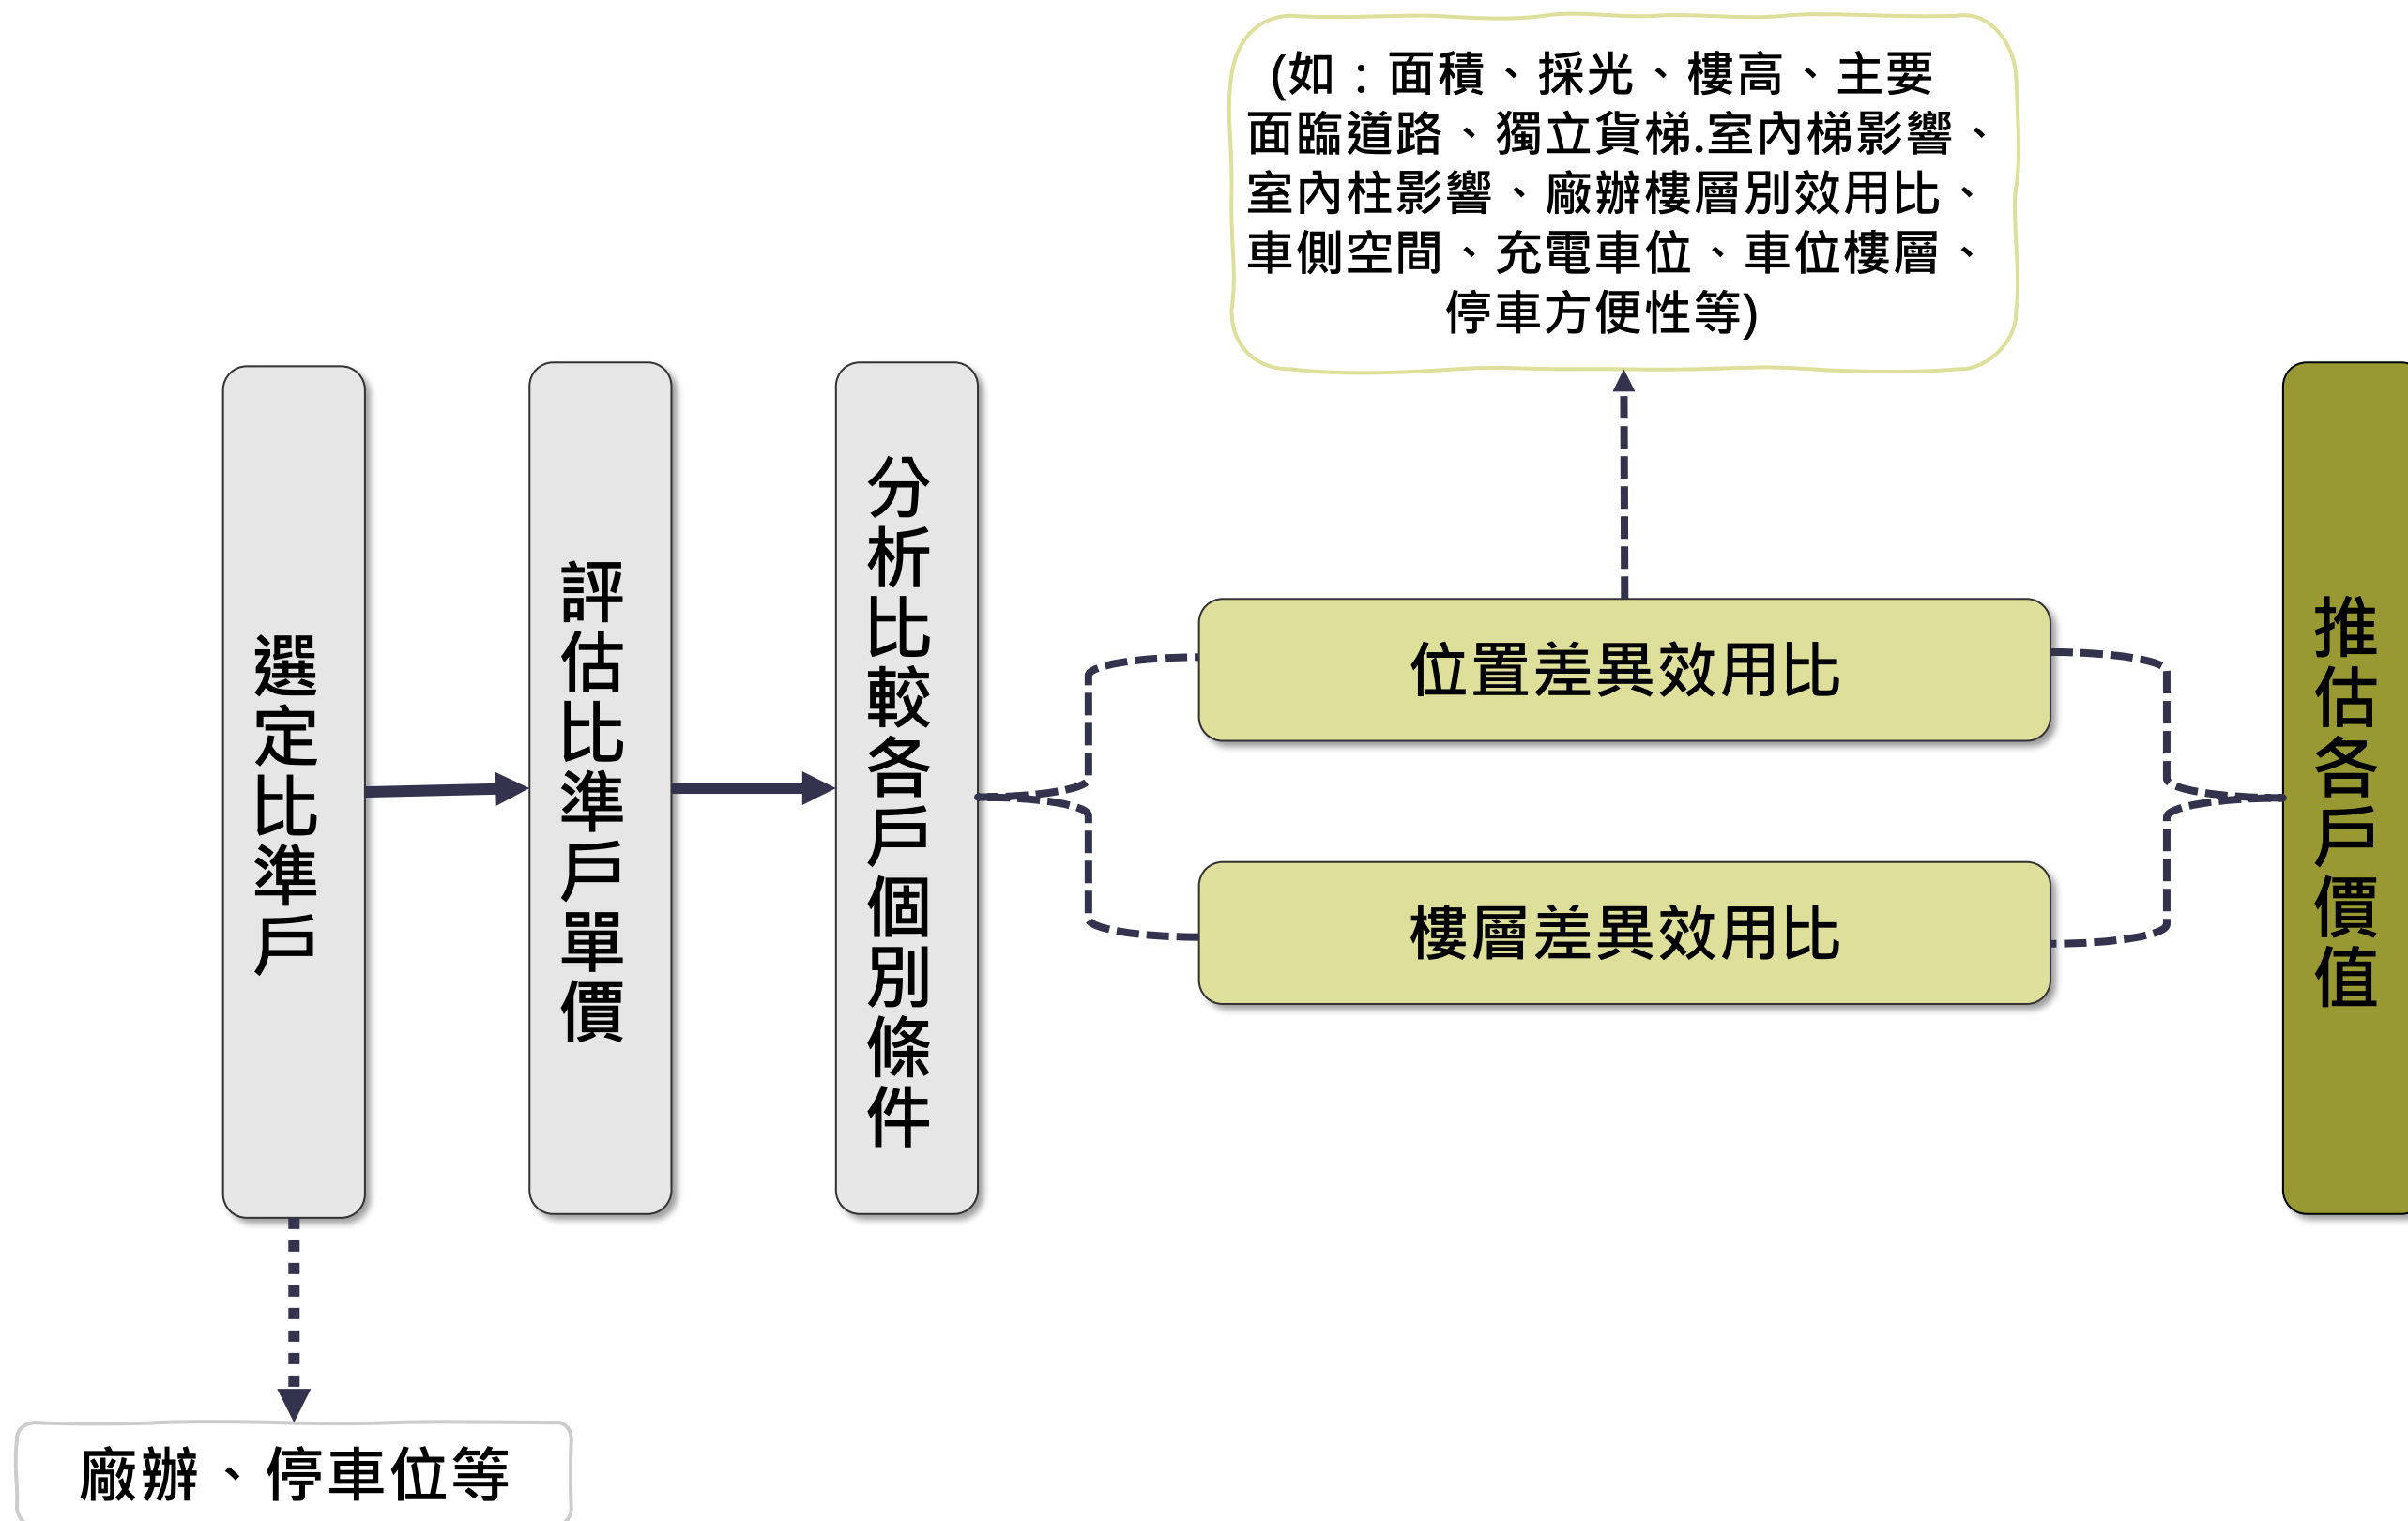 (如：面積、採光、樓高、主要
面臨道路、獨立貨梯.室內梯影響、
室內柱影響、廠辦樓層別效用比、
車側空間、充電車位、車位樓層、
停車方便性等)
選定比準戶
評估比準戶單價
分析比較各戶個別條件
位置差異效用比
樓層差異效用比
推估各戶價值
廠辦、停車位等